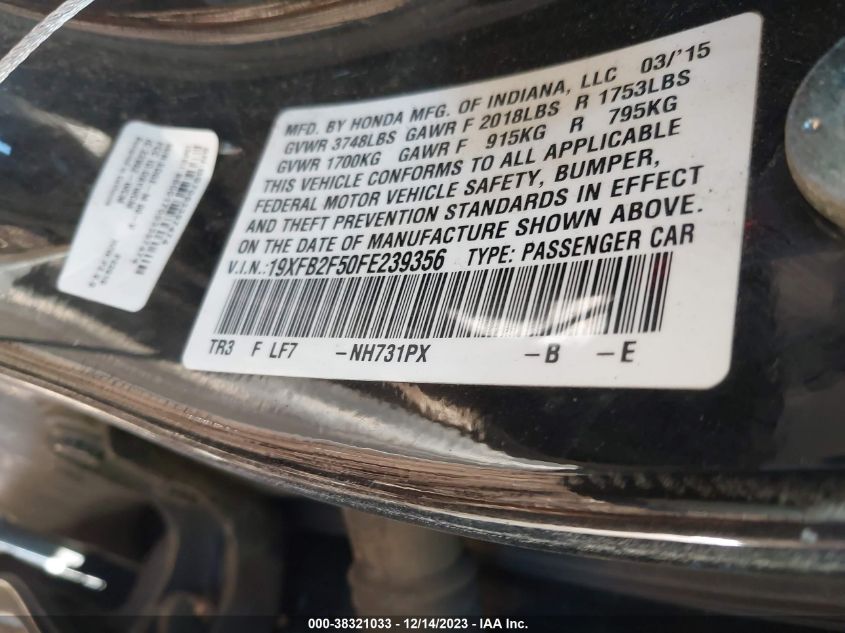 MFD. BY HONDA MFG. OF INDIANA, LLC 03/'15
GVWR 3748LBS GAWR F 2018LBS R 1753LBS
GVWR 1700KG GAWR F 915KG R 795KG
THIS VEHICLE CONFORMS TO ALL APPLICABLE
FEDERAL MOTOR VEHICLE SAFETY, BUMPER,
AND THEFT PREVENTION STANDARDS IN EFFECT
ON THE DATE OF MANUFACTURE SHOWN ABOVE.
V.I.N.:19XFB2F50FE239356 TYPE: PASSENGER CAR
TR3 F LF7 -NH731PX -B -E
000-38321033 - 12/14/2023 - IAA Inc.